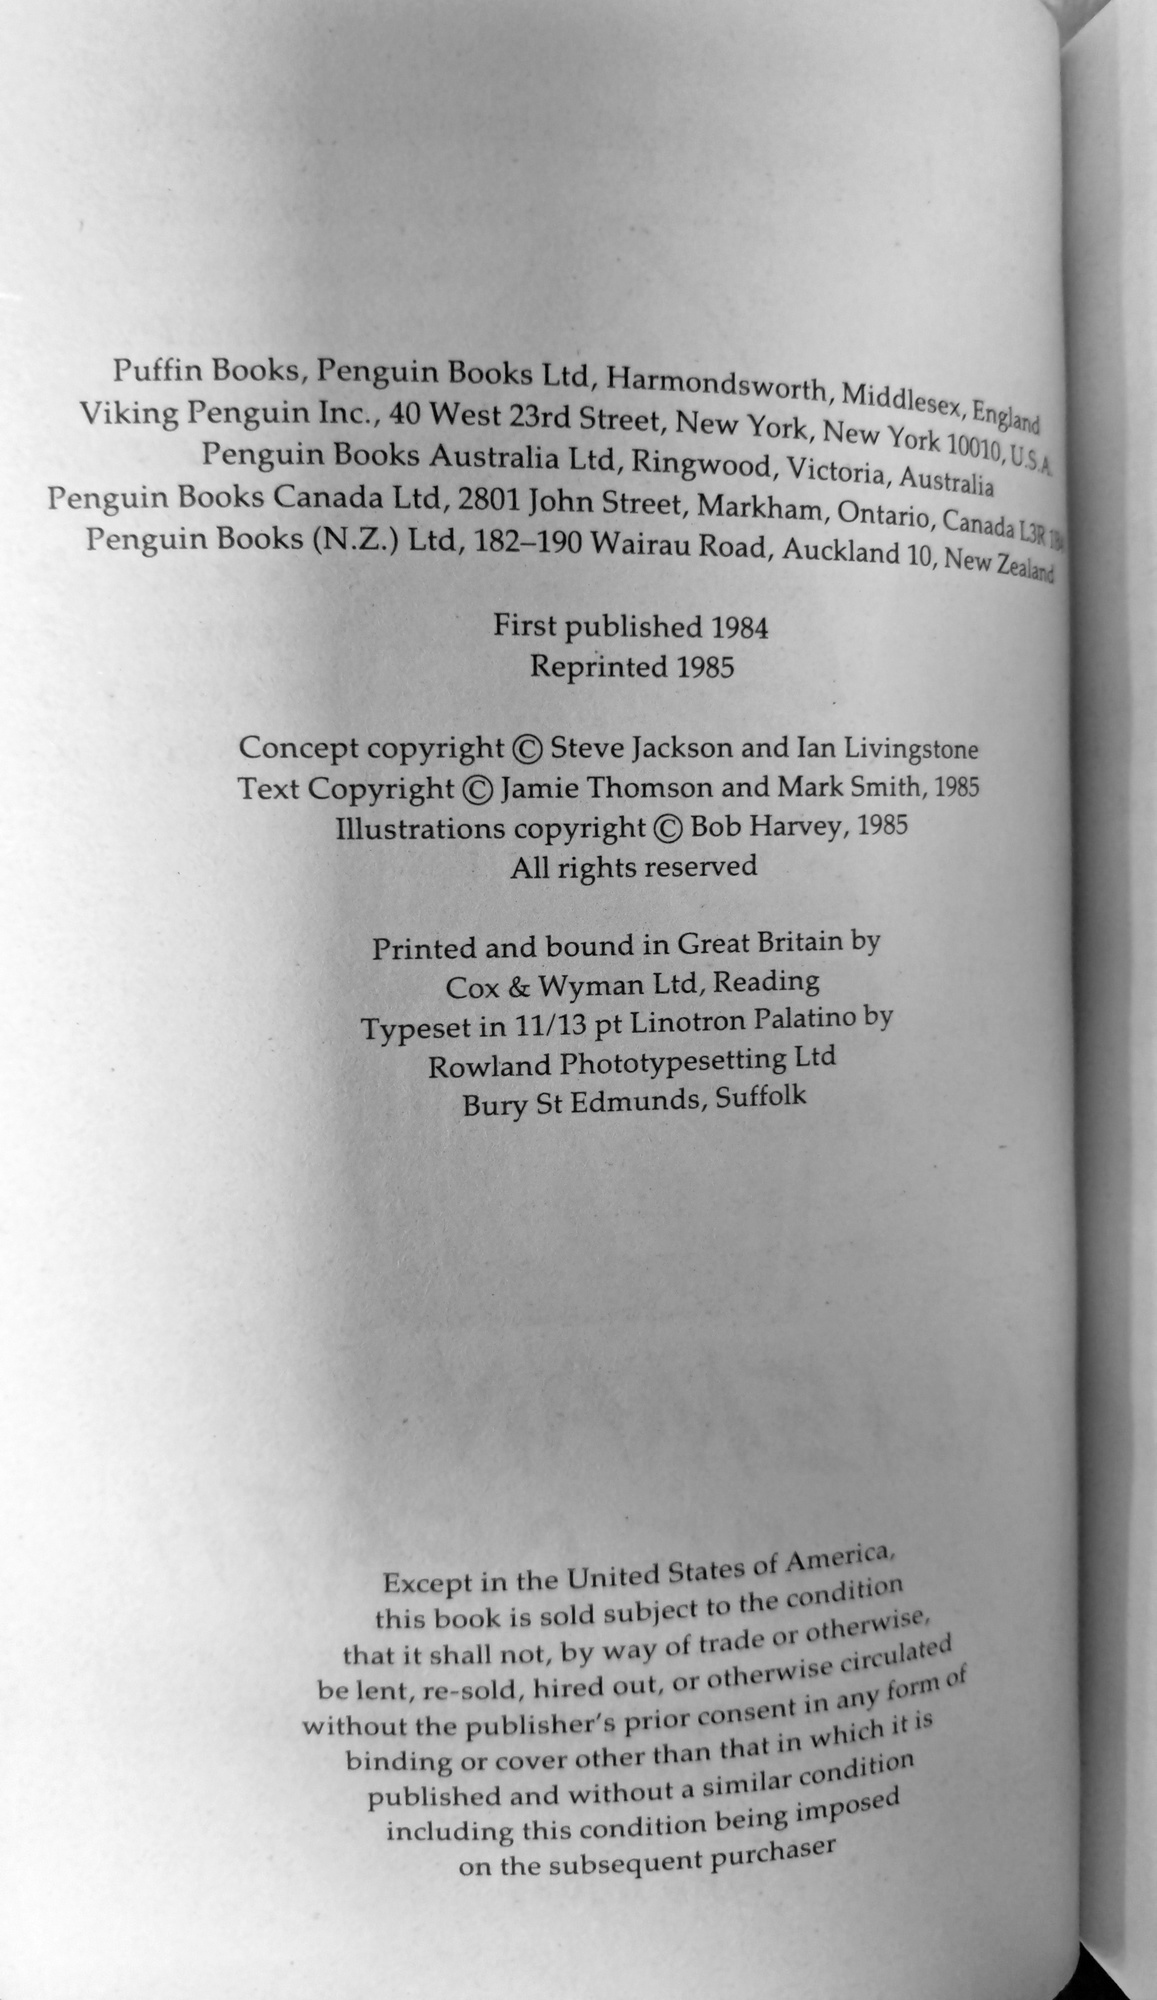 Puffin Books, Penguin Books Ltd, Harmondsworth, Middlesex, England
Viking Penguin Inc., 40 West 23rd Street, New York, New York 10010, U.S.A.
Penguin Books Australia Ltd, Ringwood, Victoria, Australia
Penguin Books Canada Ltd, 2801 John Street, Markham, Ontario, Canada L3R
Penguin Books (N.Z.) Ltd, 182–190 Wairau Road, Auckland 10, New Zealand
First published 1984
Reprinted 1985
Concept copyright © Steve Jackson and Ian Livingstone
Text Copyright © Jamie Thomson and Mark Smith, 1985
Illustrations copyright © Bob Harvey, 1985
All rights reserved
Printed and bound in Great Britain by
Cox & Wyman Ltd, Reading
Typeset in 11/13 pt Linotron Palatino by
Rowland Phototypesetting Ltd
Bury St Edmunds, Suffolk
Except in the United States of America,
this book is sold subject to the condition
that it shall not, by way of trade or otherwise,
be lent, re-sold, hired out, or otherwise circulated
without the publisher's prior consent in any form of
binding or cover other than that in which it is
published and without a similar condition
including this condition being imposed
on the subsequent purchaser